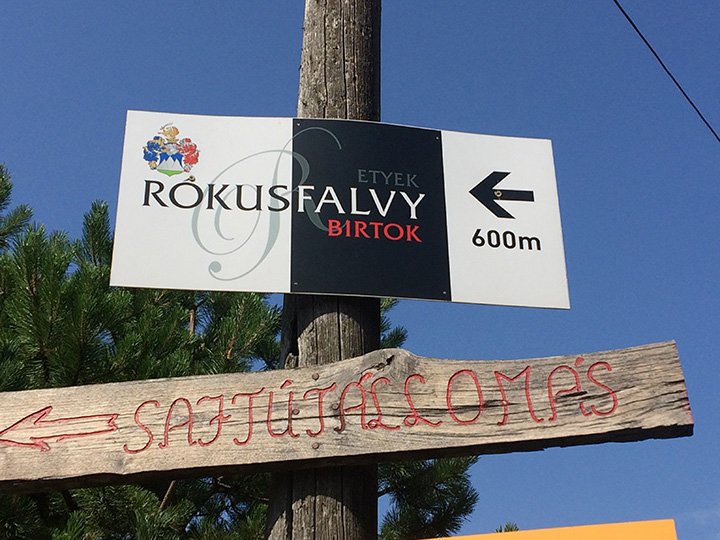 ETYEK
RÓKUSFALVY
BIRTOK
600m
SAJTÚTÁLLOMÁS